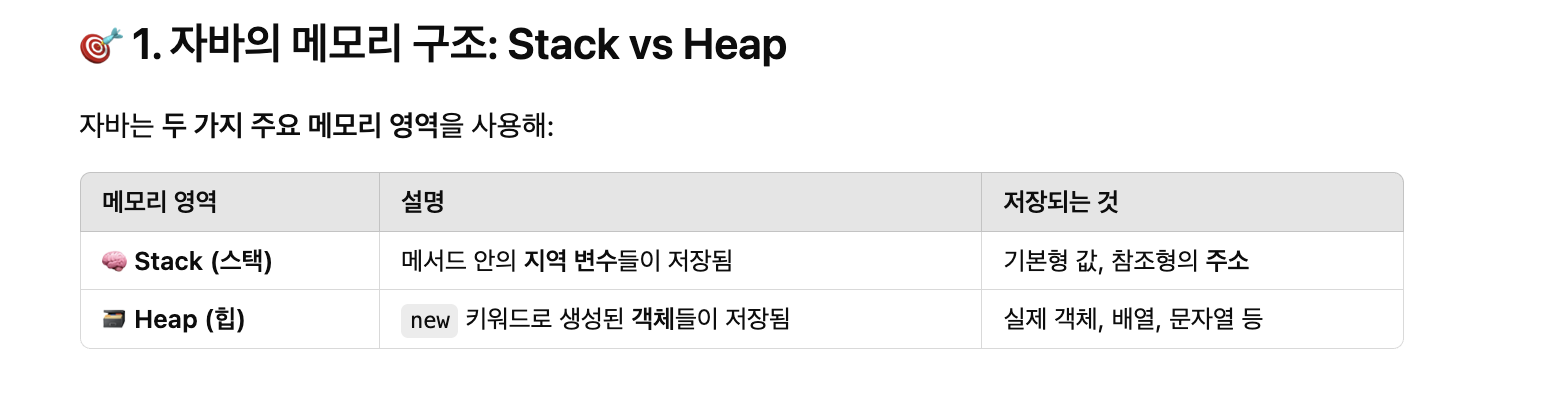 🎯 1. 자바의 메모리 구조: Stack vs Heap
자바는 두 가지 주요 메모리 영역을 사용해:
메모리 영역 설명 저장되는 것
🧠 Stack (스택) 메서드 안의 지역 변수들이 저장됨 기본형 값, 참조형의 주소
🗃️ Heap (힙) new 키워드로 생성된 객체들이 저장됨 실제 객체, 배열, 문자열 등